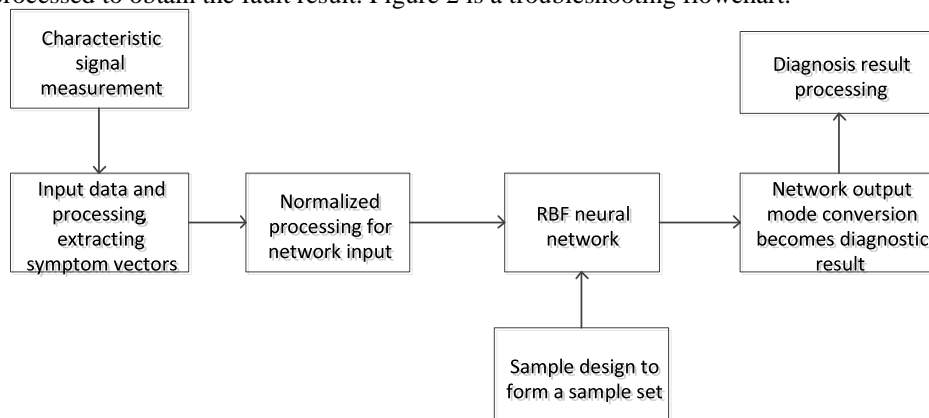 processed to obtain the fault result. Figure 2 is a troubleshooting flowchart.
Characteristic
signal
measurement
Diagnosis result
processing
Input data and
processing,
extracting
symptom vectors
Normalized
processing for
network input
RBF neural
network
Network output
mode conversion
becomes diagnostic
result
Sample design to
form a sample set